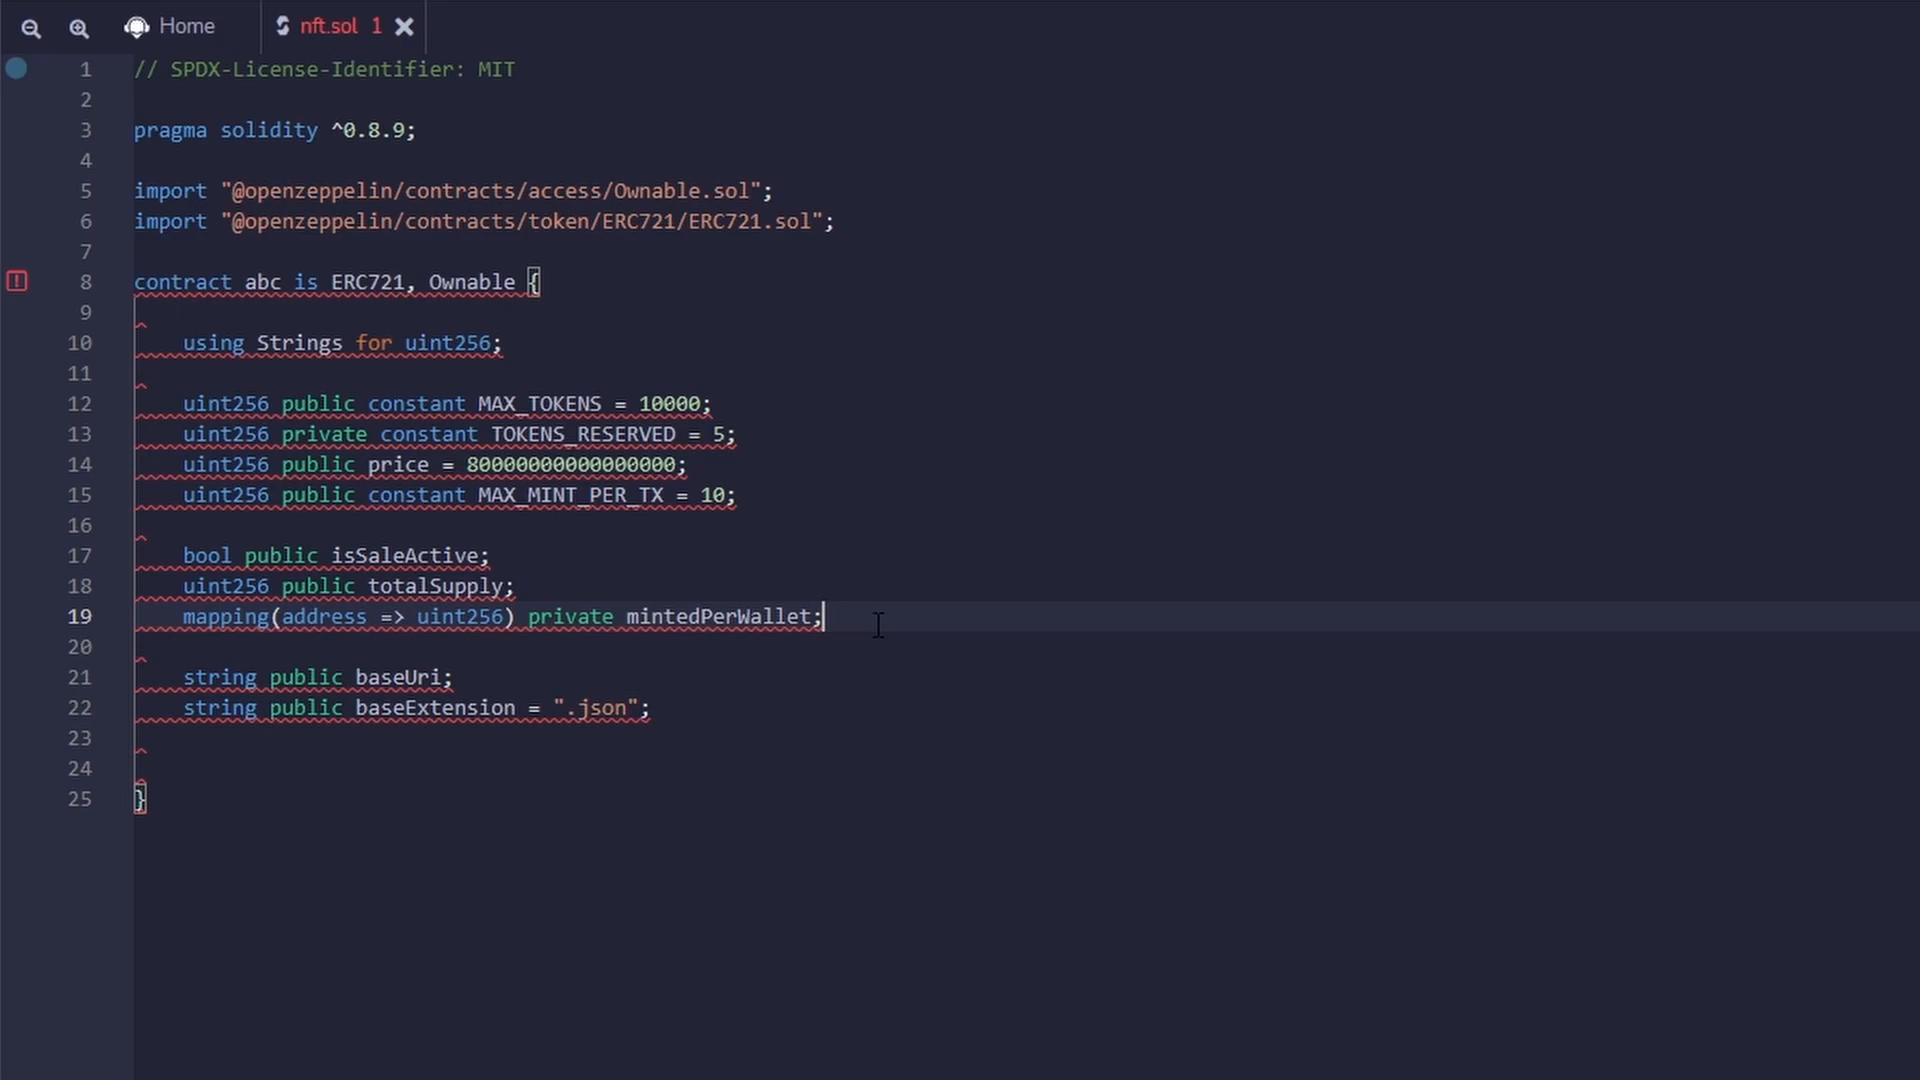 Home nft.sol 1
1 // SPDX-License-Identifier: MIT
2
3 pragma solidity ^0.8.9;
4
5 import "@openzeppelin/contracts/access/Ownable.sol";
6 import "@openzeppelin/contracts/token/ERC721/ERC721.sol";
7
8 contract abc is ERC721, Ownable {
9
10 using Strings for uint256;
11
12 uint256 public constant MAX_TOKENS = 10000;
13 uint256 private constant TOKENS_RESERVED = 5;
14 uint256 public price = 80000000000000000;
15 uint256 public constant MAX_MINT_PER_TX = 10;
16
17 bool public isSaleActive;
18 uint256 public totalSupply;
19 mapping(address => uint256) private mintedPerWallet;
20
21 string public baseUri;
22 string public baseExtension = ".json";
23
24
25 }